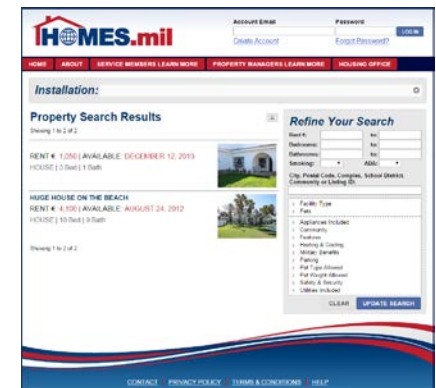 HOMES.mil
Account Email
Password
LOG IN
Create Account
Forgot Password?
HOME
ABOUT
SERVICE MEMBERS LEARN MORE
PROPERTY MANAGERS LEARN MORE
HOUSING OFFICE
Installation:
Property Search Results
Showing 1 to 2 of 2
RENT €: 1,050 | AVAILABLE: DECEMBER 12, 2013
HOUSE | 3 Bed | 1 Bath
HUGE HOUSE ON THE BEACH
RENT €: 4,100 | AVAILABLE: AUGUST 24, 2012
HOUSE | 10 Bed | 9 Bath
Showing 1 to 2 of 2
Refine Your Search
Rent €: to:
Bedrooms: to:
Bathrooms: to:
Smoking: ADA:
City, Postal Code, Complex, School District,
Community or Listing ID:
Facility Type
Pets
Appliances Included
Community
Features
Heating & Cooling
Military Benefits
Parking
Pet Type Allowed
Pet Weight Allowed
Safety & Security
Utilities Included
CLEAR UPDATE SEARCH
CONTACT PRIVACY POLICY TERMS & CONDITIONS HELP